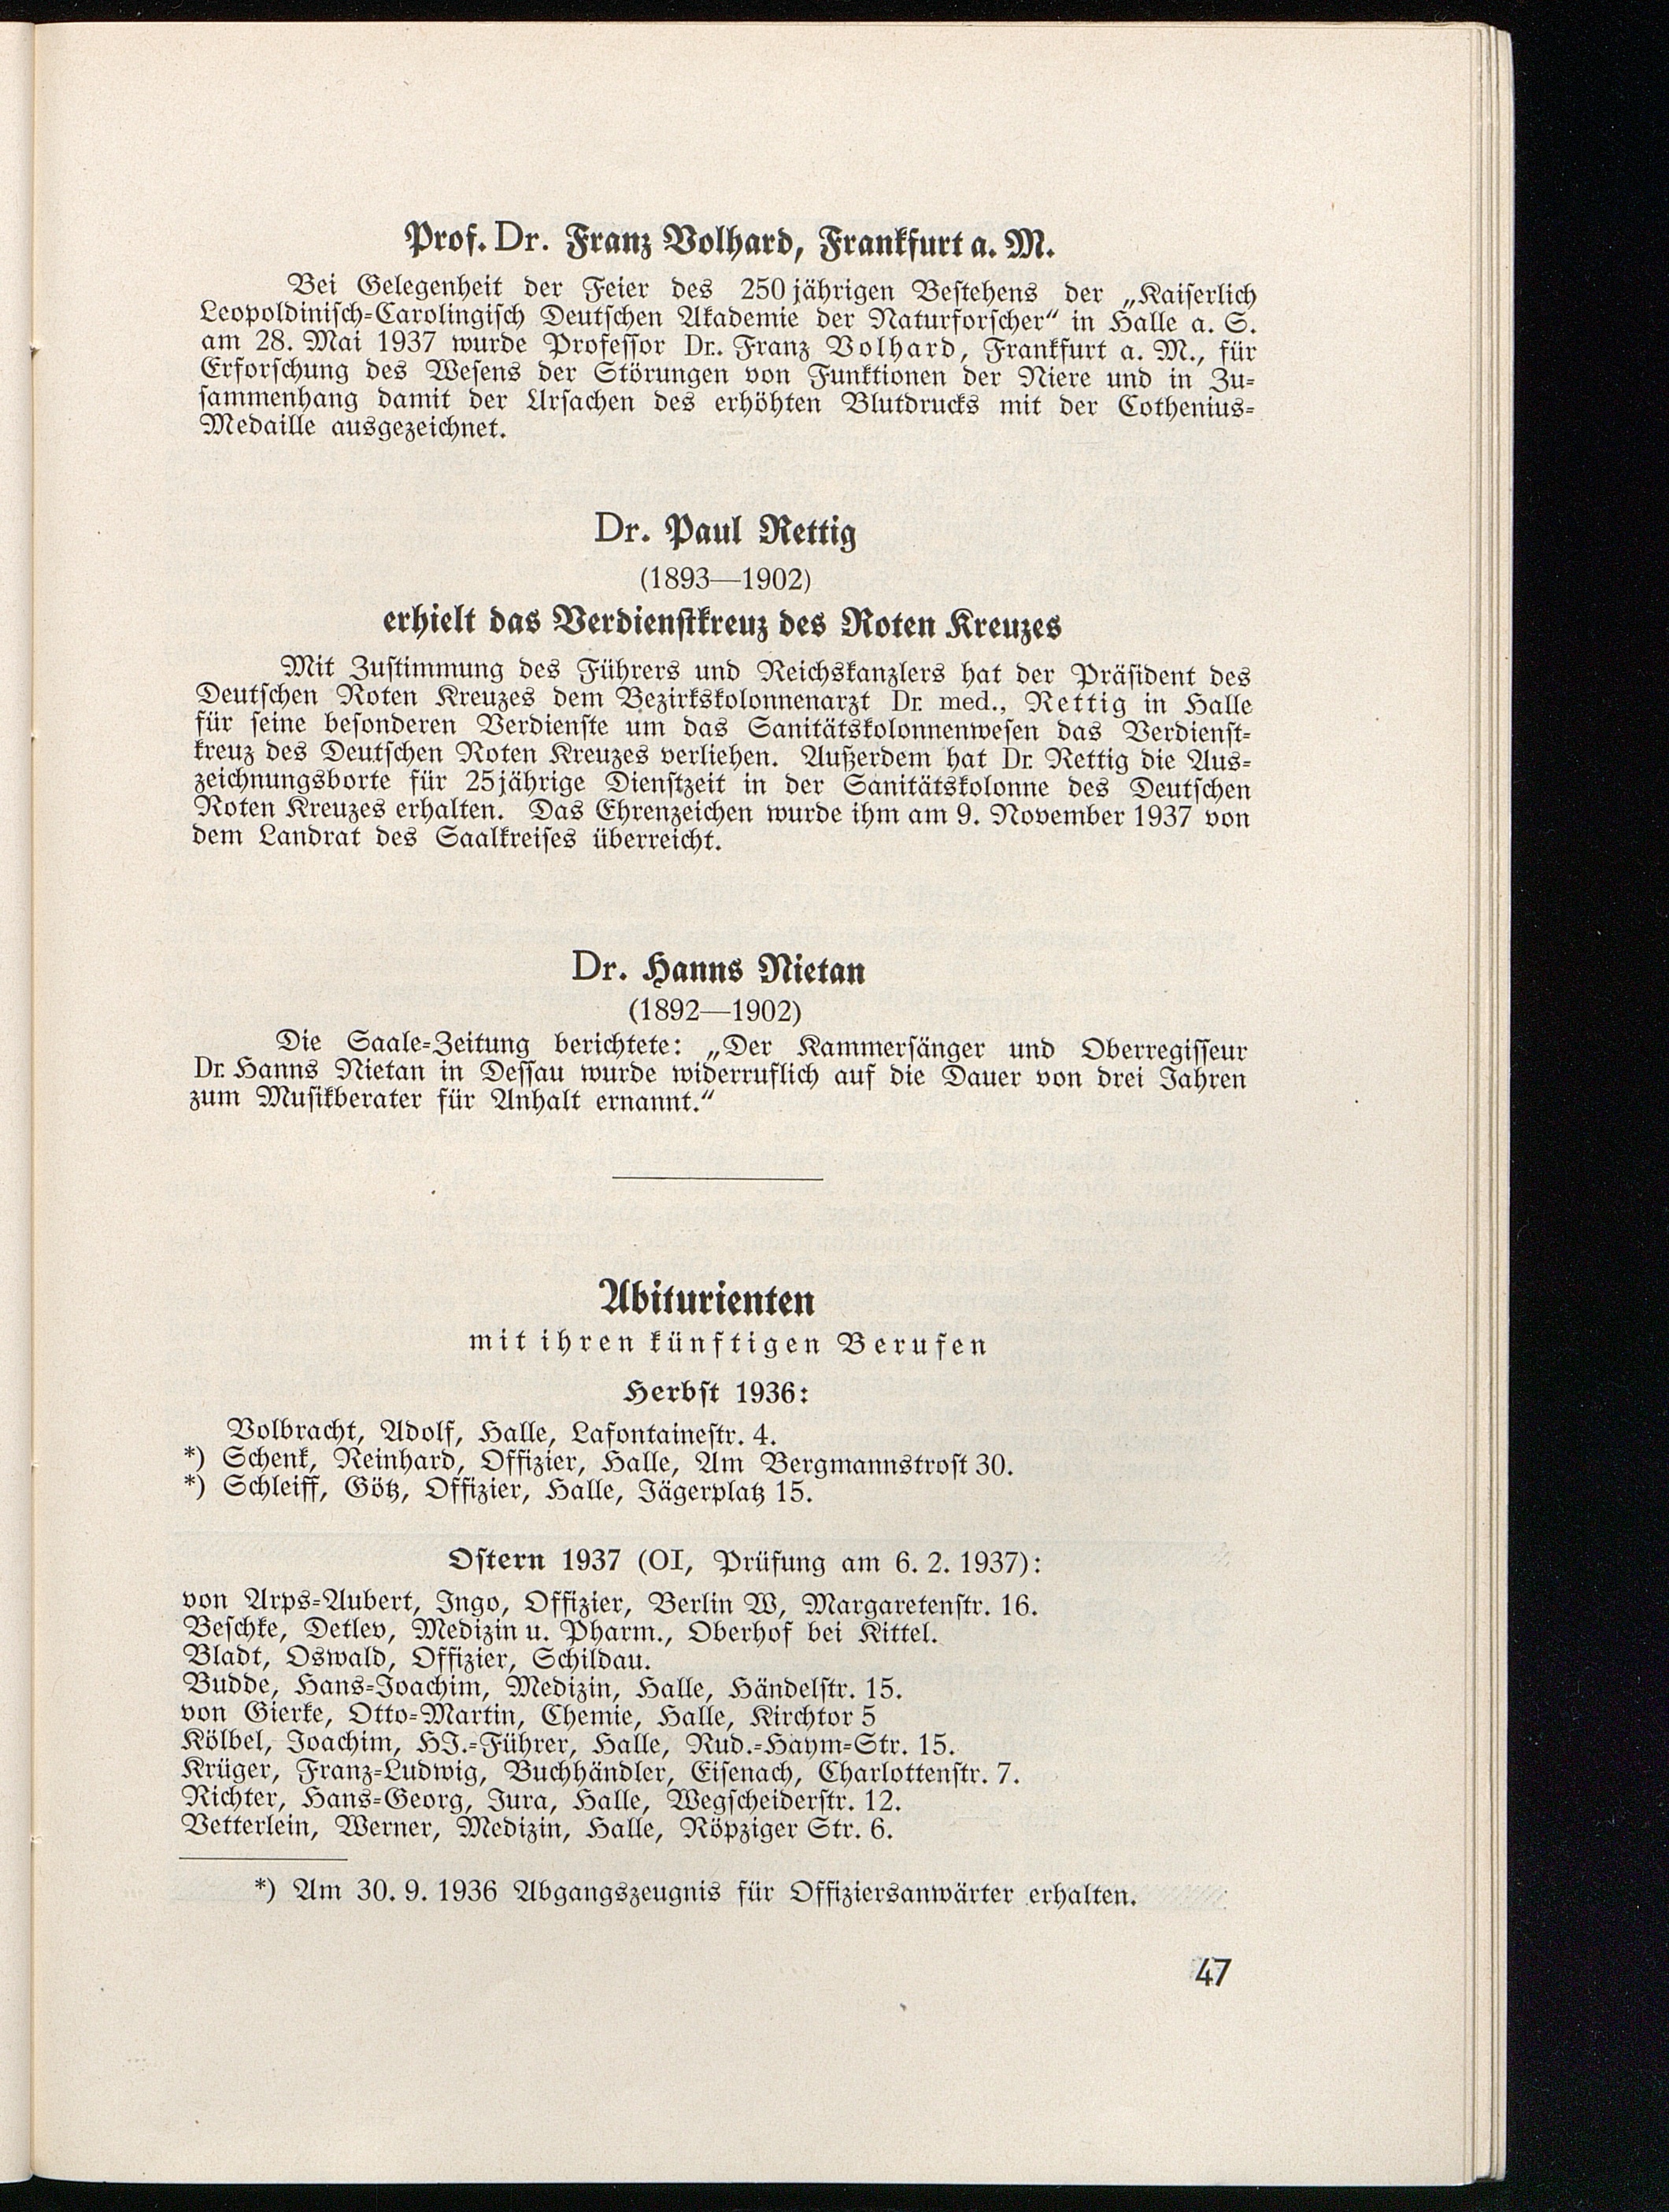 Prof. Dr. Franz Volhard, Frankfurt a. M.
Bei Gelegenheit der Feier des 250jährigen Bestehens der „Kaiserlich
Leopoldinisch-Carolingisch Deutschen Akademie der Naturforscher“ in Halle a. S.
am 28. Mai 1937 wurde Professor Dr. Franz Volhard, Frankfurt a. M., für
Erforschung des Wesens der Störungen von Funktionen der Niere und in Zu-
sammenhang damit der Ursachen des erhöhten Blutdrucks mit der Cothenius-
Medaille ausgezeichnet.
Dr. Paul Rettig
(1893—1902)
erhielt das Verdienstkreuz des Roten Kreuzes
Mit Zustimmung des Führers und Reichskanzlers hat der Präsident des
Deutschen Roten Kreuzes dem Bezirkskolonnenarzt Dr. med., Rettig in Halle
für seine besonderen Verdienste um das Sanitätskolonnenwesen das Verdienst-
kreuz des Deutschen Roten Kreuzes verliehen. Außerdem hat Dr. Rettig die Aus-
zeichnungsborte für 25jährige Dienstzeit in der Sanitätskolonne des Deutschen
Roten Kreuzes erhalten. Das Ehrenzeichen wurde ihm am 9. November 1937 von
dem Landrat des Saalkreises überreicht.
Dr. Hanns Nietan
(1892—1902)
Die Saale-Zeitung berichtete: „Der Kammersänger und Oberregisseur
Dr. Hanns Nietan in Dessau wurde widerruflich auf die Dauer von drei Jahren
zum Musikberater für Anhalt ernannt.“
Abiturienten
mit ihren künftigen Berufen
Herbst 1936:
Volbracht, Adolf, Halle, Lafontainestr. 4.
*) Schenk, Reinhard, Offizier, Halle, Am Bergmannstrost 30.
*) Schleiff, Götz, Offizier, Halle, Jägerplatz 15.
Ostern 1937 (OI, Prüfung am 6. 2. 1937):
von Arps-Aubert, Ingo, Offizier, Berlin W, Margaretenstr. 16.
Beschke, Detlev, Medizin u. Pharm., Oberhof bei Kittel.
Bladt, Oswald, Offizier, Schildau.
Budde, Hans-Joachim, Medizin, Halle, Händelstr. 15.
von Gierke, Otto-Martin, Chemie, Halle, Kirchtor 5
Kölbel, Joachim, HJ.-Führer, Halle, Rud.-Haym-Str. 15.
Krüger, Franz-Ludwig, Buchhändler, Eisenach, Charlottenstr. 7.
Richter, Hans-Georg, Jura, Halle, Wegscheiderstr. 12.
Vetterlein, Werner, Medizin, Halle, Röpziger Str. 6.
*) Am 30. 9. 1936 Abgangszeugnis für Offiziersanwärter erhalten.
47